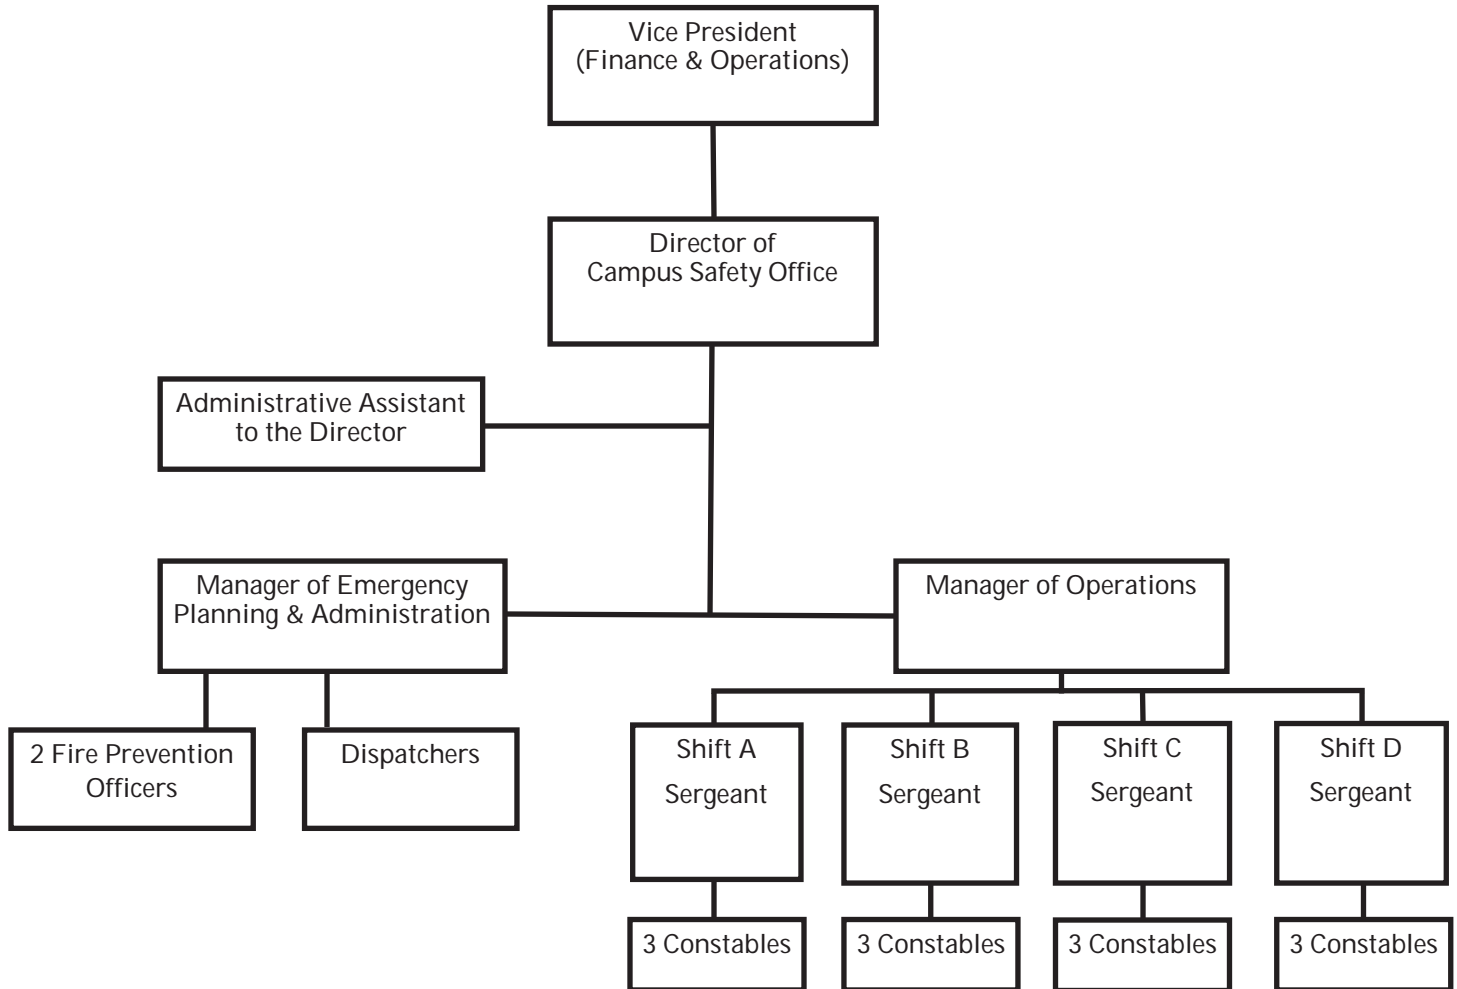 Vice President
(Finance & Operations)
Director of
Campus Safety Office
Administrative Assistant
to the Director
Manager of Emergency
Planning & Administration
Manager of Operations
2 Fire Prevention
Officers
Dispatchers
Shift A
Sergeant
Shift B
Sergeant
Shift C
Sergeant
Shift D
Sergeant
3 Constables
3 Constables
3 Constables
3 Constables